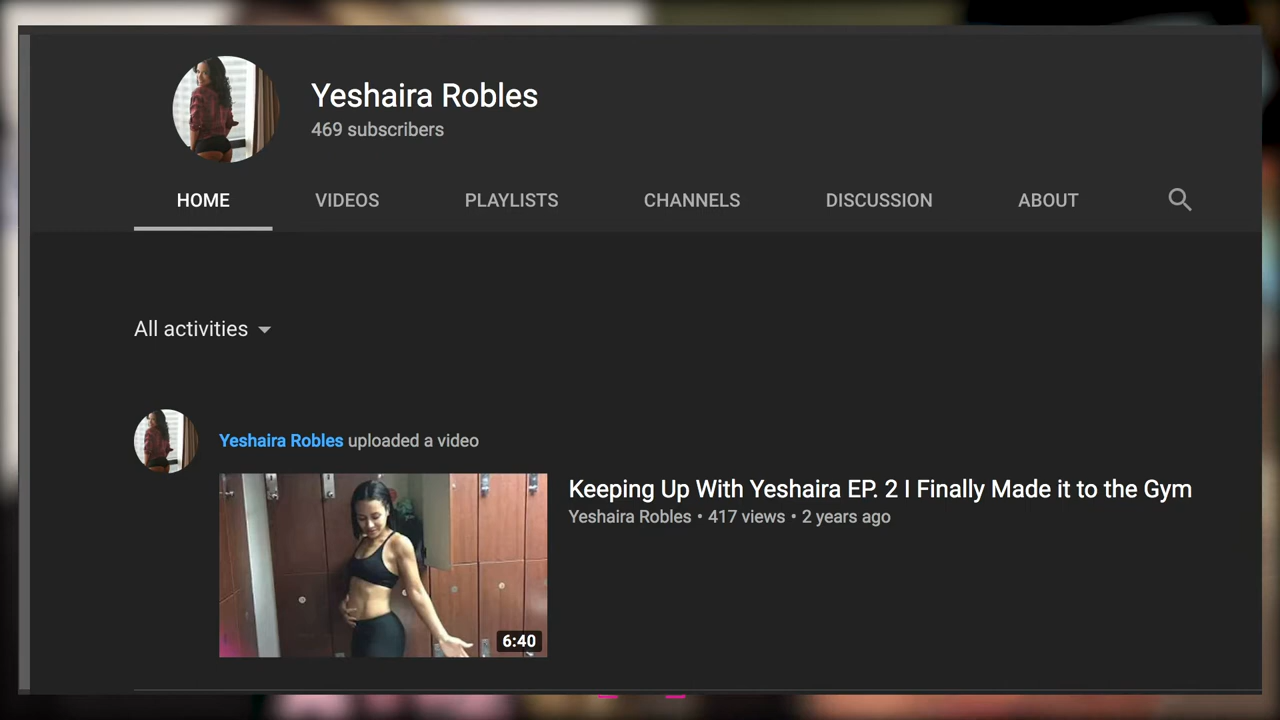 Yeshaira Robles
469 subscribers
HOME VIDEOS PLAYLISTS CHANNELS DISCUSSION ABOUT
All activities
Yeshaira Robles uploaded a video
Keeping Up With Yeshaira EP. 2 I Finally Made it to the Gym
Yeshaira Robles • 417 views • 2 years ago
6:40